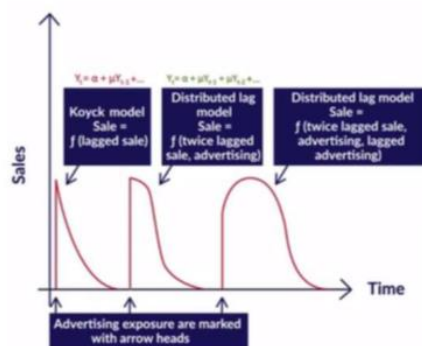 Yₜ= α + μYₜ₋₁+...
Yₜ= α + μYₜ₋₁ + μYₜ₋₂+...
Koyck model
Sale =
ƒ (lagged sale)
Distributed lag
model
Sale =
ƒ (twice lagged
sale, advertising)
Distributed lag model
Sale =
ƒ (twice lagged sale,
advertising, lagged
advertising)
Sales
Time
Advertising exposure are marked
with arrow heads